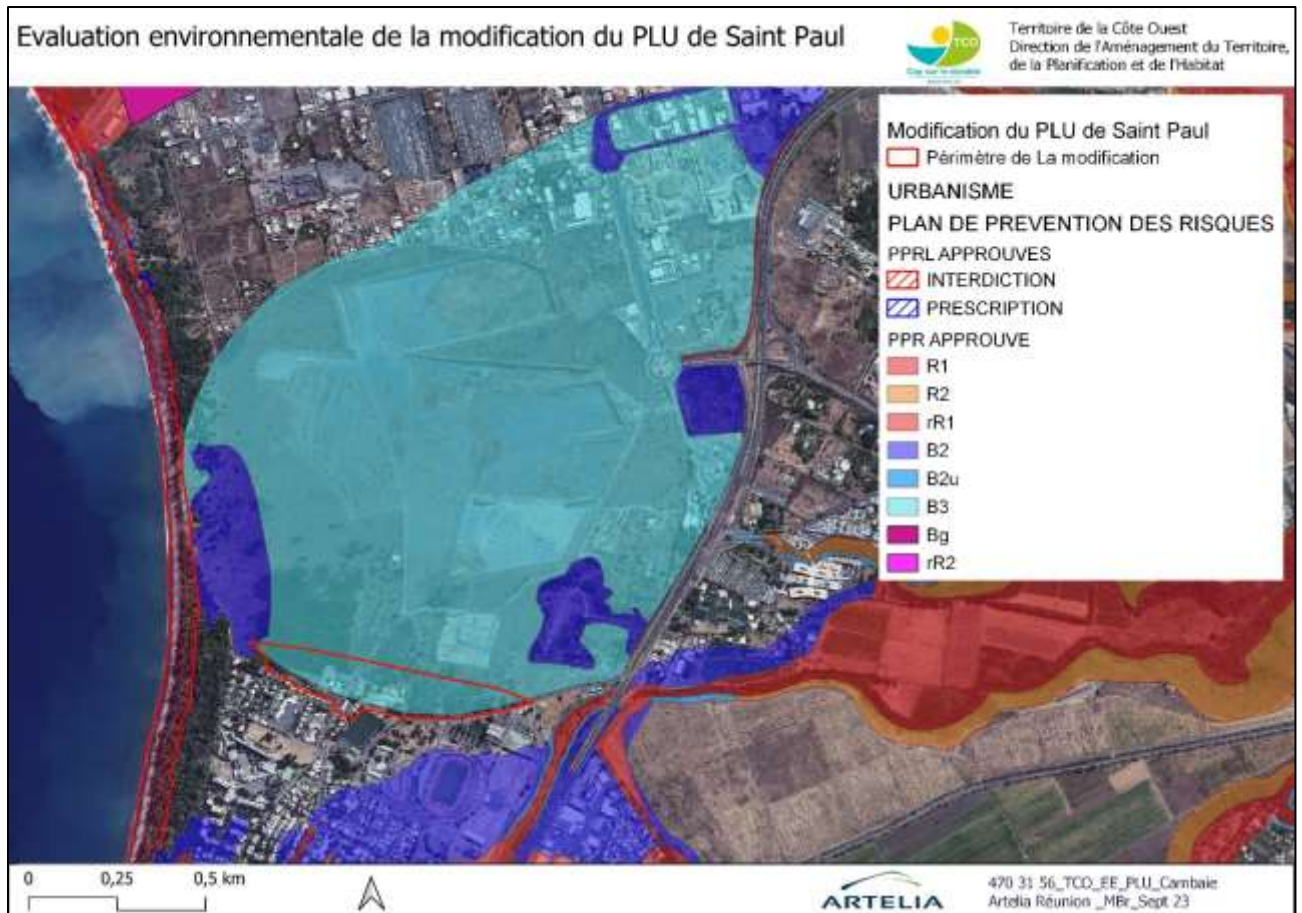 Evaluation environnementale de la modification du PLU de Saint Paul
TCO
Territoire de la Côte Ouest
Direction de l'Aménagement du Territoire,
de la Planification et de l'Habitat
Modification du PLU de Saint Paul
Périmètre de La modification
URBANISME
PLAN DE PREVENTION DES RISQUES
PPRL APPROUVES
INTERDICTION
PRESCRIPTION
PPR APPROUVE
R1
R2
rR1
B2
B2u
B3
Bg
rR2
0 0,25 0,5 km
ARTELIA
470 31 56_TCO_EE_PLU_Cambaie
Artelia Réunion _MBr_Sept 23